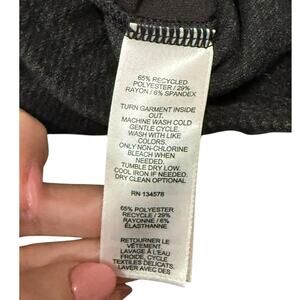 65% RECYCLED
POLYESTER / 29%
RAYON / 6% SPANDEX
TURN GARMENT INSIDE
OUT.
MACHINE WASH COLD
GENTLE CYCLE.
WASH WITH LIKE
COLORS.
ONLY NON-CHLORINE
BLEACH WHEN
NEEDED.
TUMBLE DRY LOW.
COOL IRON IF NEEDED.
DRY CLEAN OPTIONAL
RN 134578
65% POLYESTER
RECYCLE / 29%
RAYONNE / 6%
ÉLASTHANNE
RETOURNER LE
VÊTEMENT.
LAVAGE À L'EAU
FROIDE, CYCLE
TEXTILES DÉLICATS.
LAVER AVEC DES